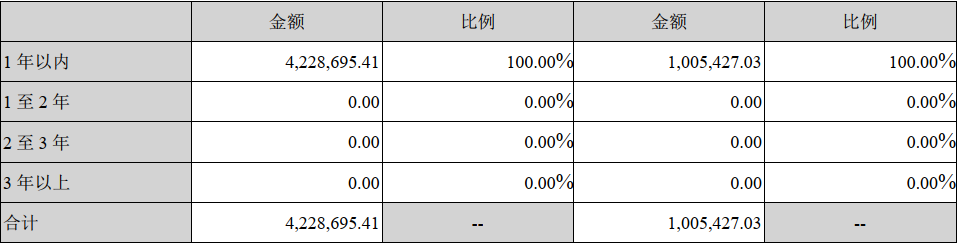 金额 比例 金额 比例
1 年以内 4,228,695.41 100.00% 1,005,427.03 100.00%
1 至 2 年 0.00 0.00% 0.00 0.00%
2 至 3 年 0.00 0.00% 0.00 0.00%
3 年以上 0.00 0.00% 0.00 0.00%
合计 4,228,695.41 -- 1,005,427.03 --